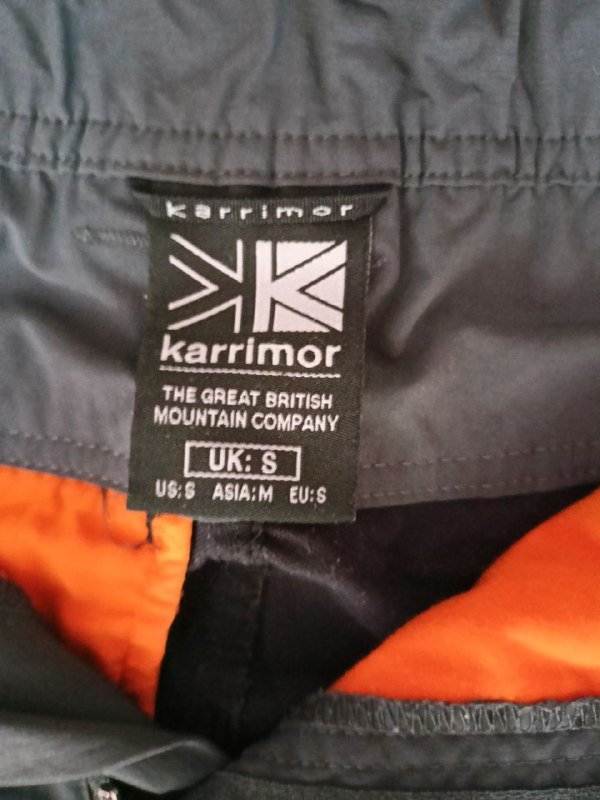 karrimor
karrimor
THE GREAT BRITISH
MOUNTAIN COMPANY
UK: S
US:S ASIA:M EU:S